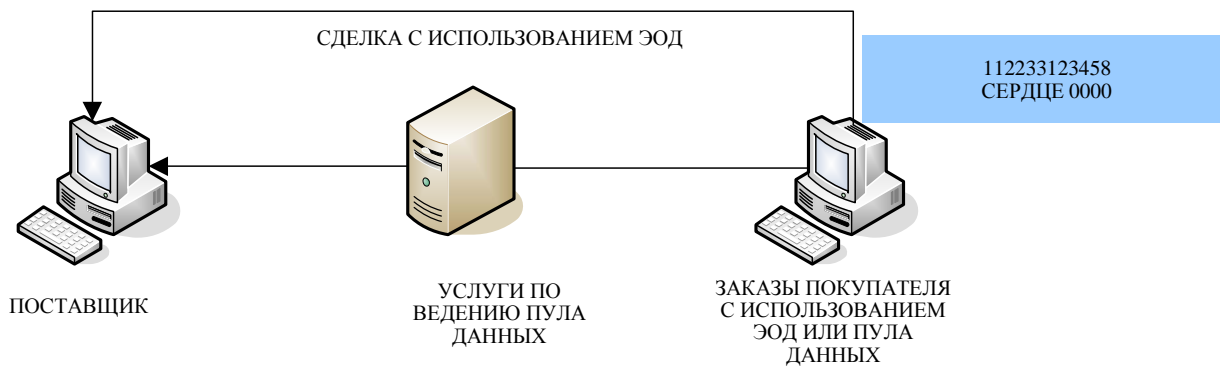 СДЕЛКА С ИСПОЛЬЗОВАНИЕМ ЭОД
112233123458
СЕРДЦЕ 0000
ПОСТАВЩИК
УСЛУГИ ПО
ВЕДЕНИЮ ПУЛА
ДАННЫХ
ЗАКАЗЫ ПОКУПАТЕЛЯ
С ИСПОЛЬЗОВАНИЕМ
ЭОД ИЛИ ПУЛА
ДАННЫХ